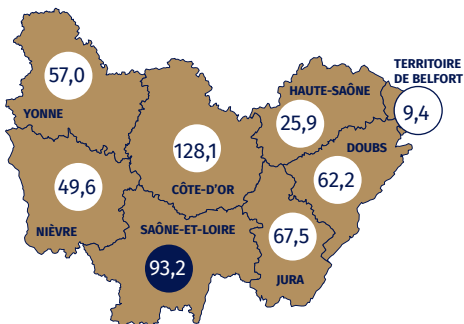 57,0
YONNE
TERRITOIRE
DE BELFORT
9,4
HAUTE-SAÔNE
25,9
DOUBS
128,1
CÔTE-D'OR
62,2
49,6
NIÈVRE
SAÔNE-ET-LOIRE
93,2
67,5
JURA